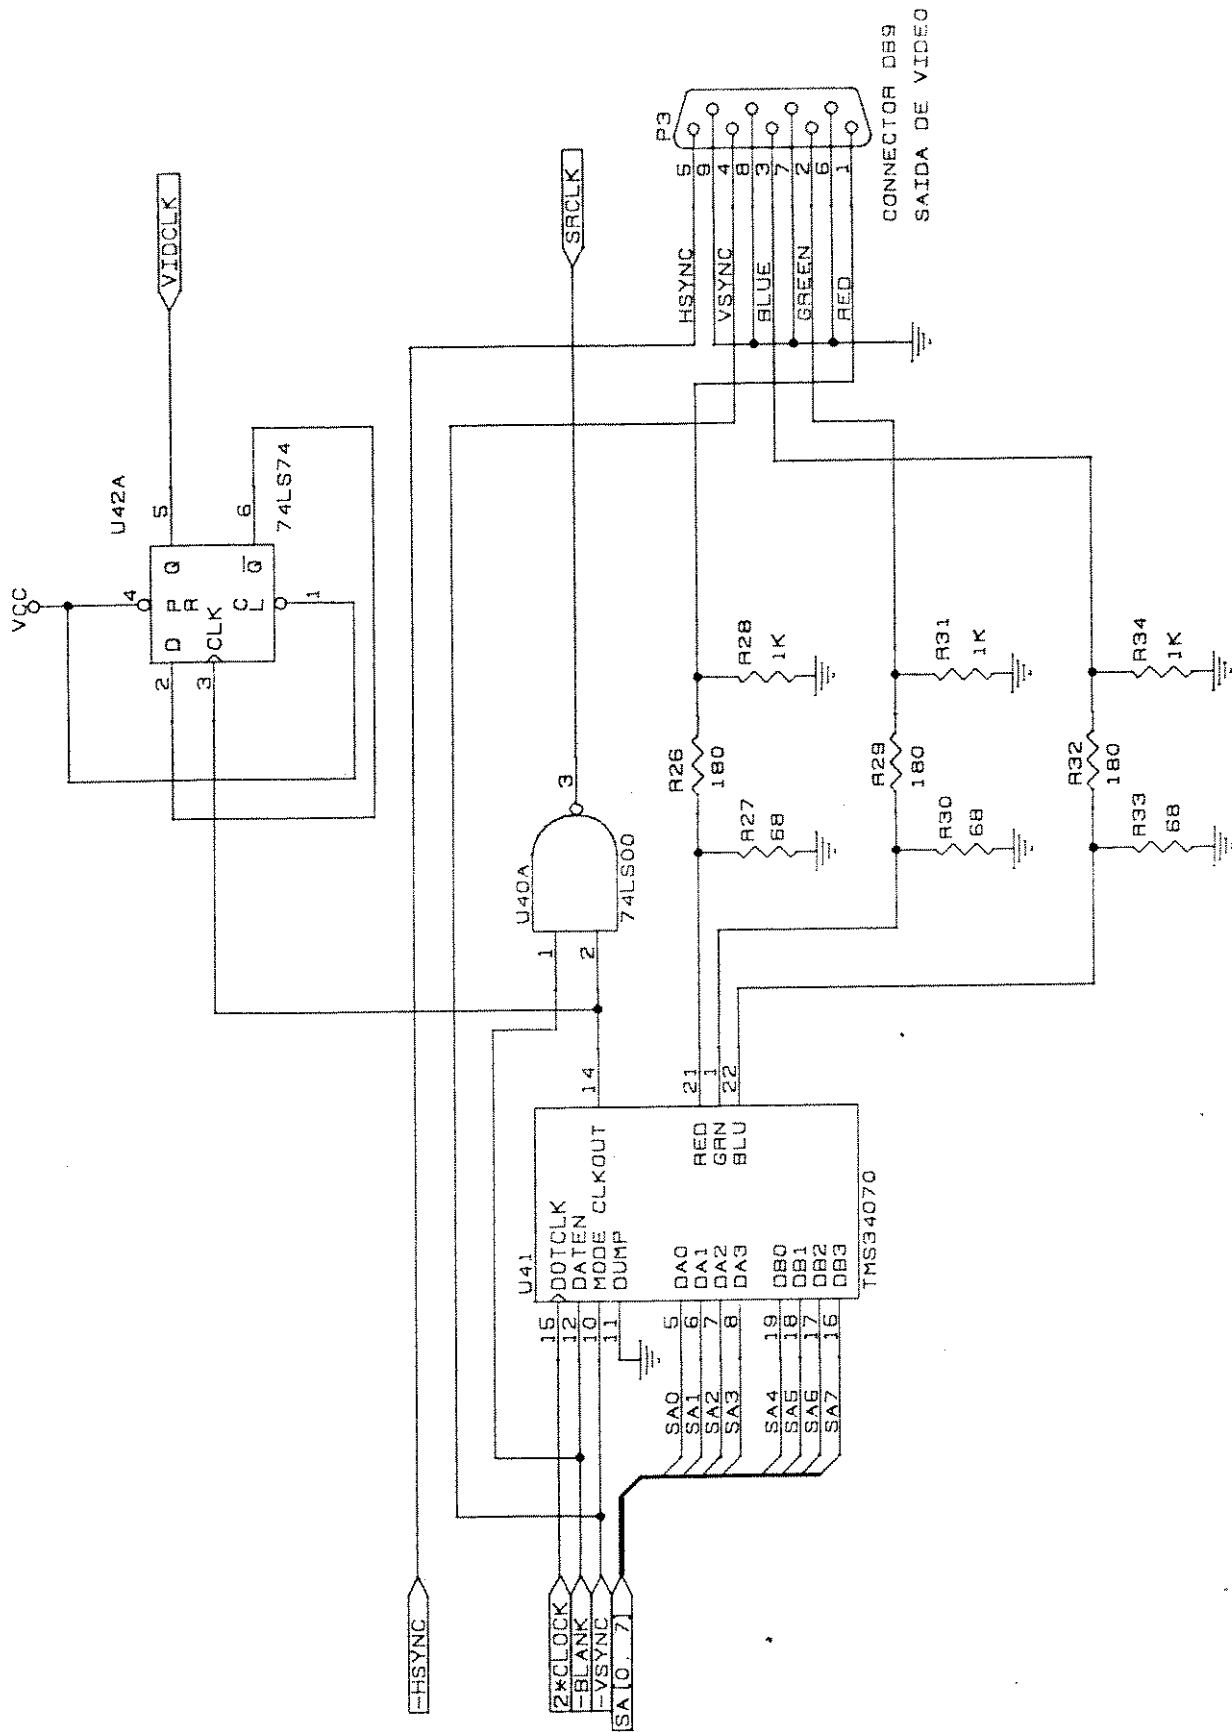 VCC
U42A
4
2
D
P
R
Q
5
VIDCLK
3
CLK
C
L
Q
6
1
74LS74
-HSYNC
U40A
1
2
3
74LS00
SRCLK
2*CLOCK
-BLANK
-VSYNC
SA[0..7]
U41
15
DOTCLK
12
DATEN
10
MODE
CLKOUT
14
11
DUMP
SA0
5
DA0
SA1
6
DA1
SA2
7
DA2
SA3
8
DA3
SA4
19
DB0
SA5
18
DB1
SA6
17
DB2
SA7
16
DB3
RED
21
GRN
1
BLU
22
TMS34070
R26
180
R27
68
R28
1K
R29
180
R30
68
R31
1K
R32
180
R33
68
R34
1K
P3
HSYNC
5
9
VSYNC
4
8
BLUE
3
7
GREEN
2
6
RED
1
CONNECTOR DB9
SAIDA DE VIDEO